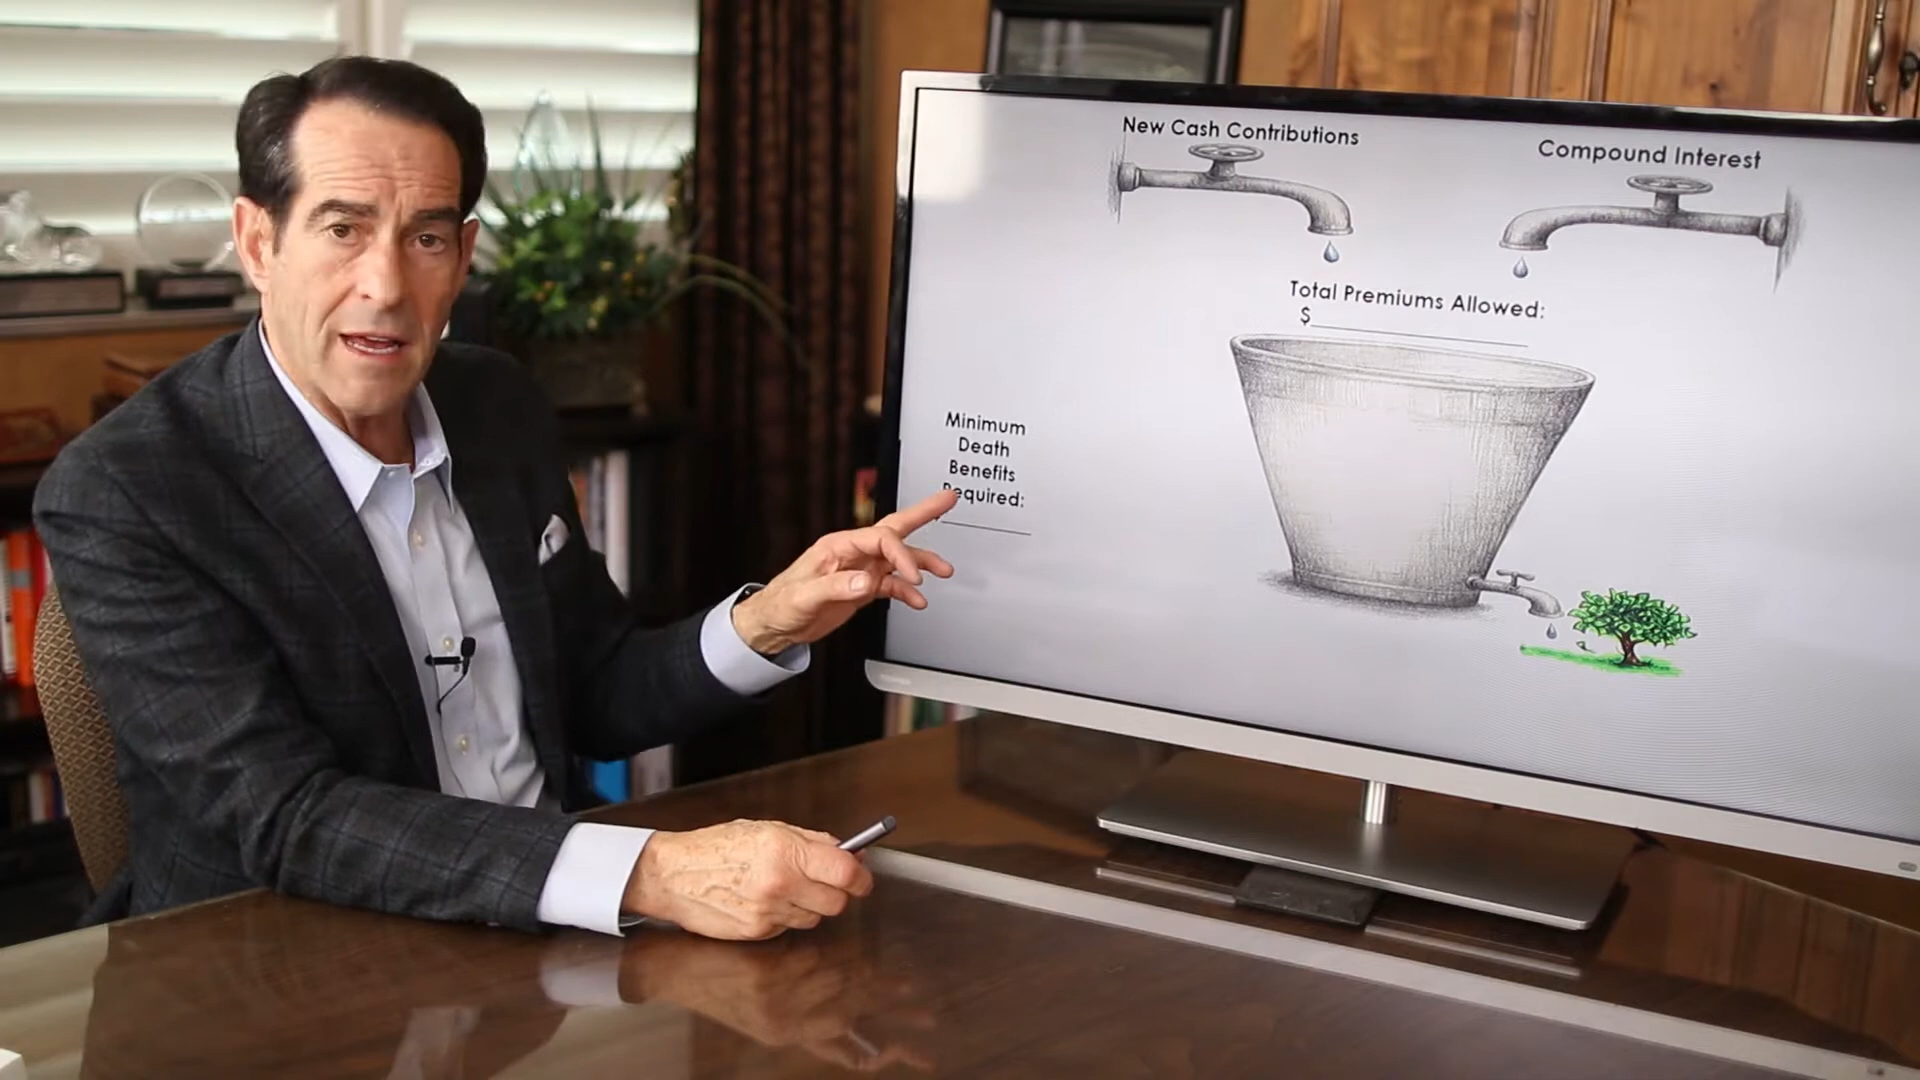 New Cash Contributions
Compound Interest
Total Premiums Allowed:
$
Minimum
Death
Benefits
Required: